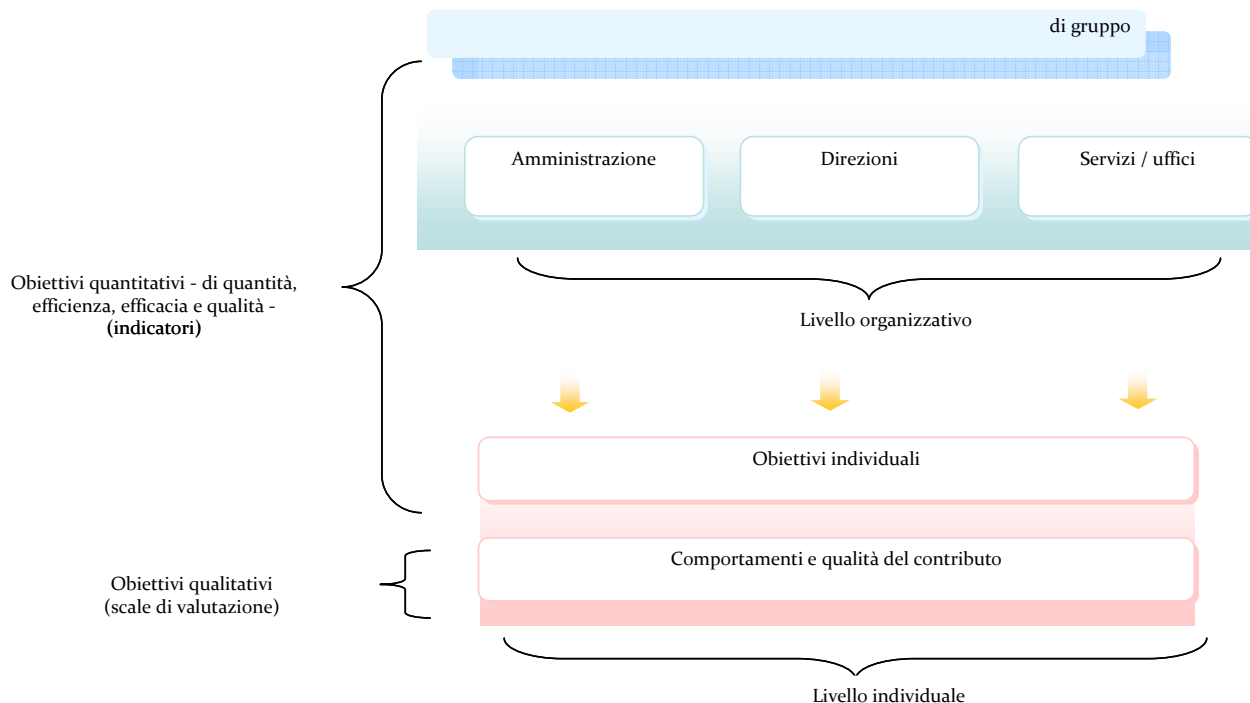 di gruppo
Amministrazione
Direzioni
Servizi / uffici
Obiettivi quantitativi - di quantità,
efficienza, efficacia e qualità -
(indicatori)
Livello organizzativo
Obiettivi individuali
Comportamenti e qualità del contributo
Obiettivi qualitativi
(scale di valutazione)
Livello individuale